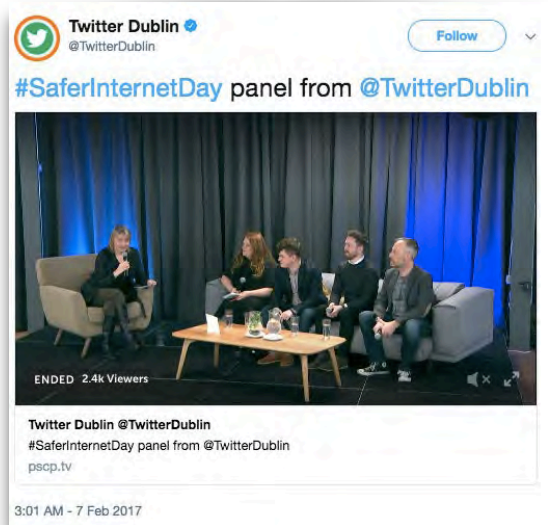 Twitter Dublin
@TwitterDublin
Follow
#SaferInternetDay panel from @TwitterDublin
ENDED 2.4k Viewers
Twitter Dublin @TwitterDublin
#SaferInternetDay panel from @TwitterDublin
pscp.tv
3:01 AM - 7 Feb 2017